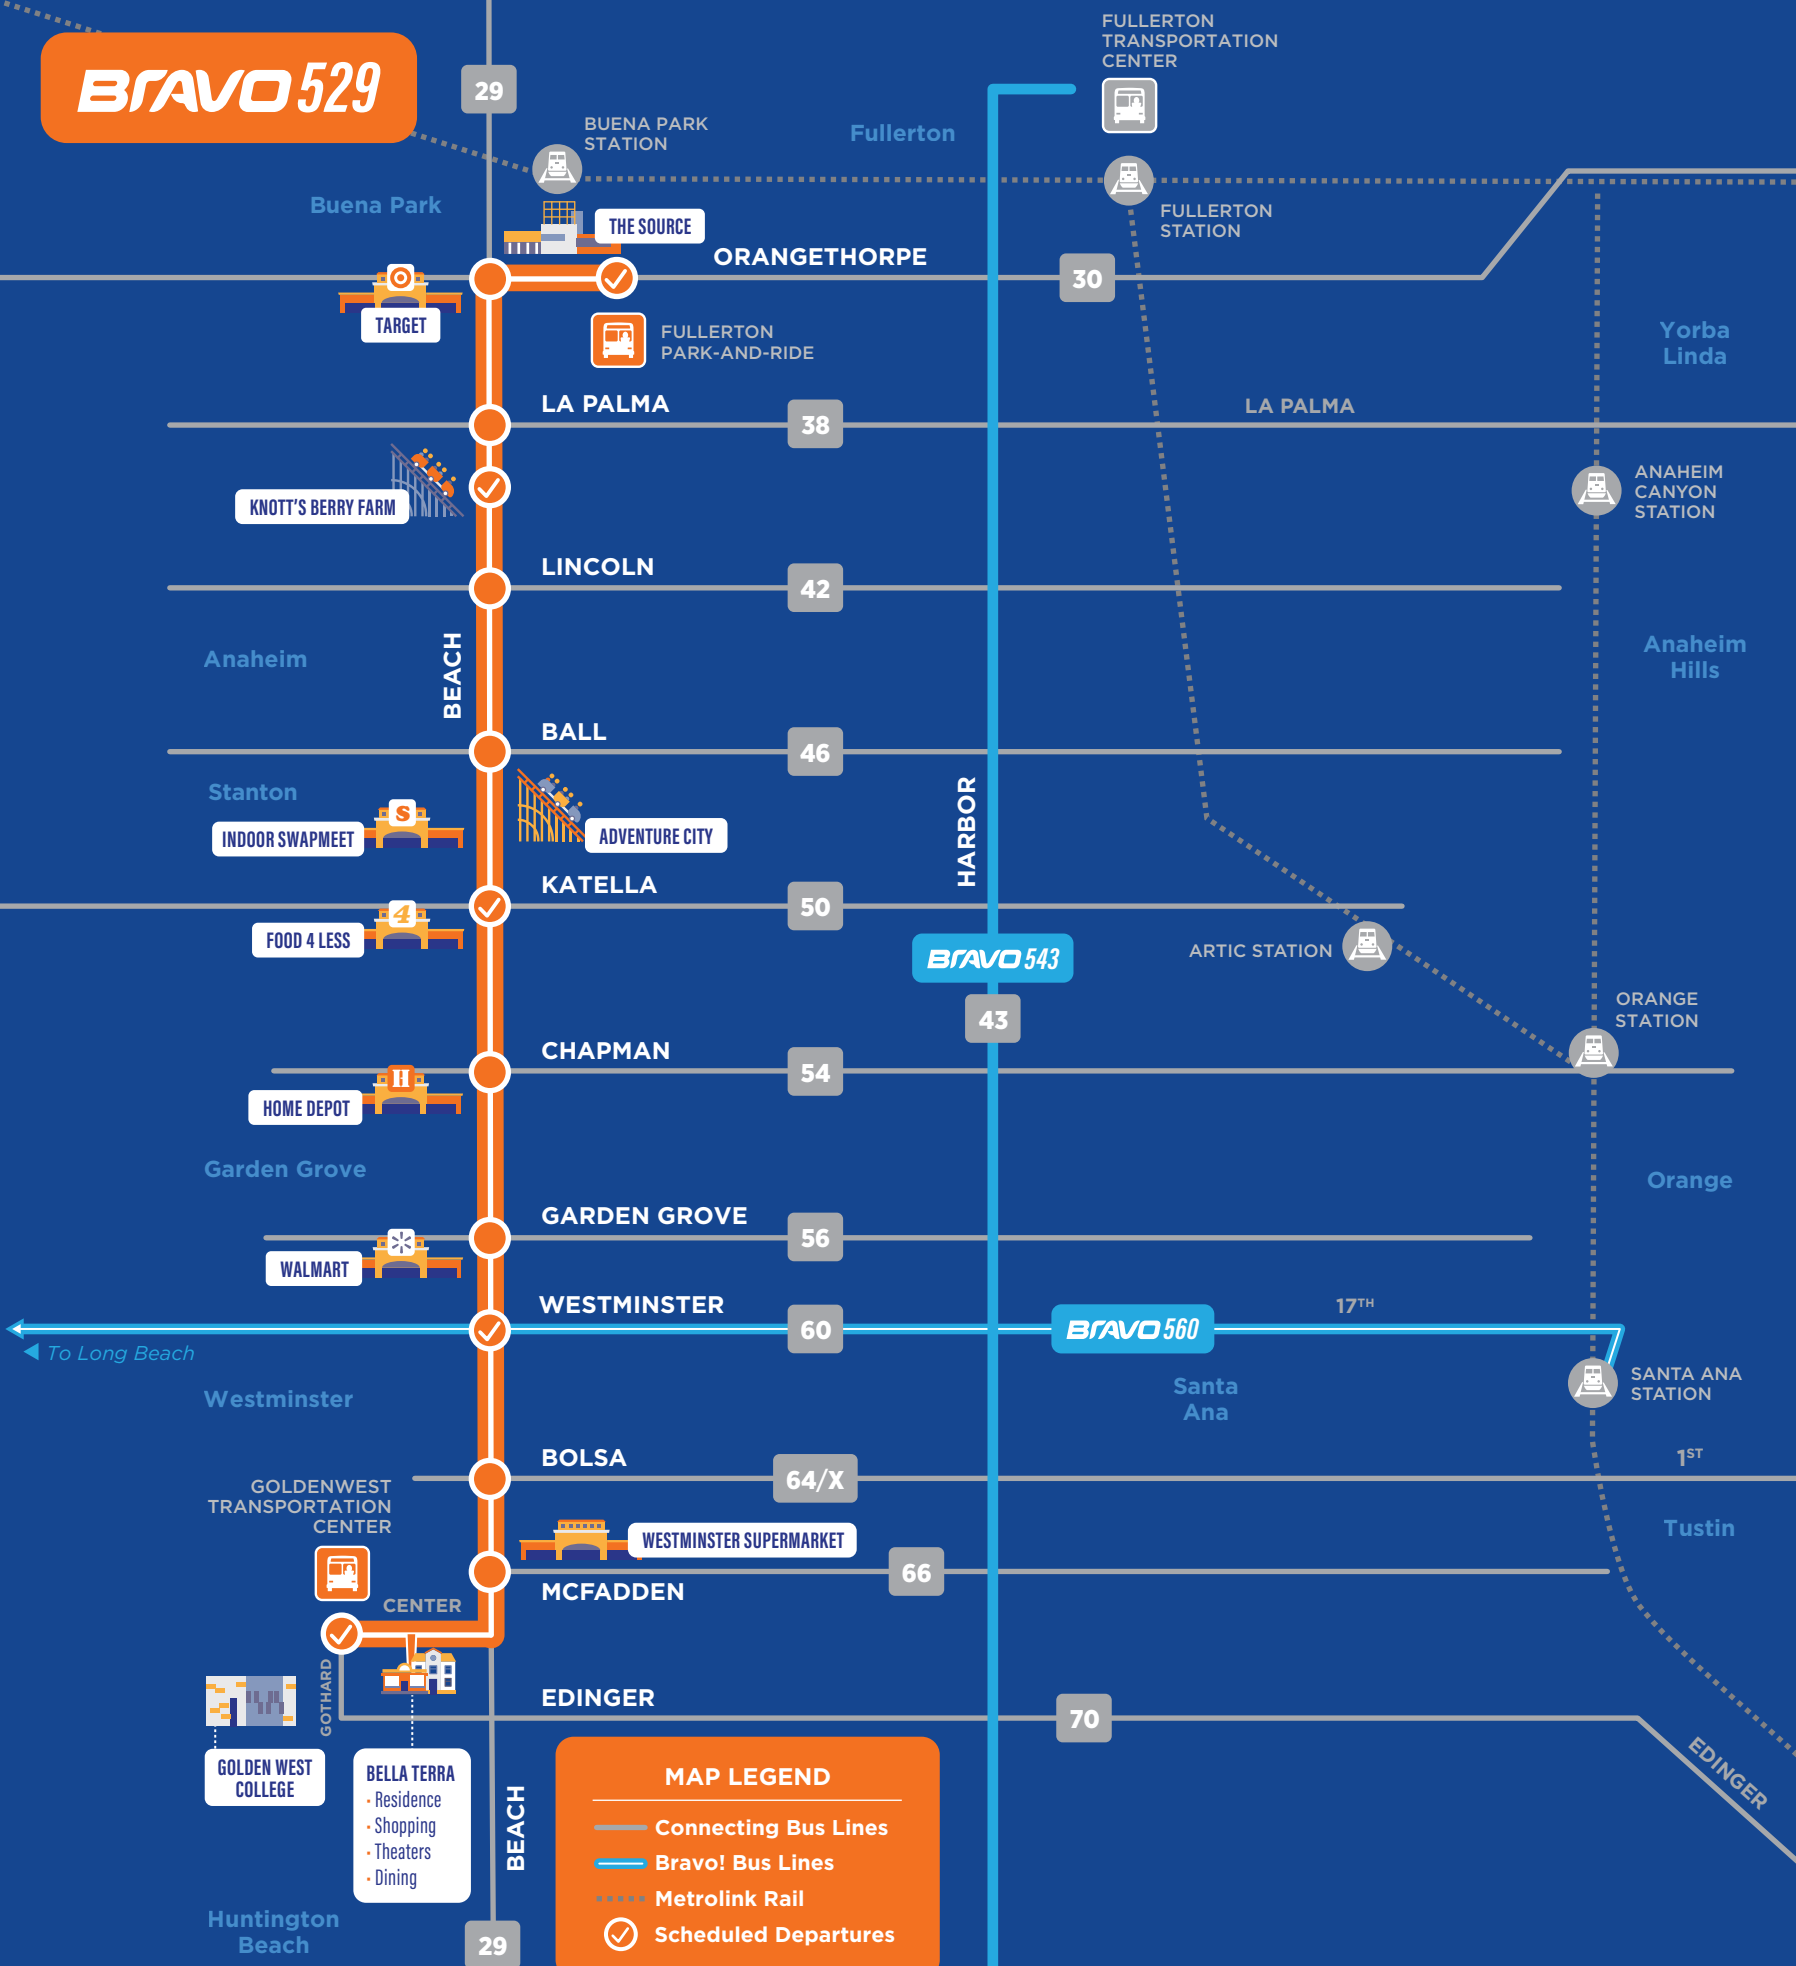 BRAVO 529
29
FULLERTON
TRANSPORTATION
CENTER
BUENA PARK
STATION
Fullerton
Buena Park
THE SOURCE
FULLERTON
STATION
ORANGETHORPE
30
TARGET
FULLERTON
PARK-AND-RIDE
Yorba
Linda
LA PALMA
38
LA PALMA
KNOTT'S BERRY FARM
ANAHEIM
CANYON
STATION
LINCOLN
42
Anaheim
BEACH
Anaheim
Hills
BALL
46
Stanton
INDOOR SWAPMEET
ADVENTURE CITY
HARBOR
KATELLA
50
FOOD 4 LESS
4
S
ARTIC STATION
BRAVO 543
43
ORANGE
STATION
CHAPMAN
54
H
HOME DEPOT
Garden Grove
Orange
GARDEN GROVE
56
WALMART
WESTMINSTER
60
BRAVO 560
17TH
To Long Beach
Westminster
Santa
Ana
SANTA ANA
STATION
BOLSA
64/X
1ST
GOLDENWEST
TRANSPORTATION
CENTER
WESTMINSTER SUPERMARKET
Tustin
66
MCFADDEN
CENTER
GOTHARD
EDINGER
70
EDINGER
GOLDEN WEST
COLLEGE
BELLA TERRA
· Residence
· Shopping
· Theaters
· Dining
BEACH
MAP LEGEND
Connecting Bus Lines
Bravo! Bus Lines
Metrolink Rail
Scheduled Departures
Huntington
Beach
29